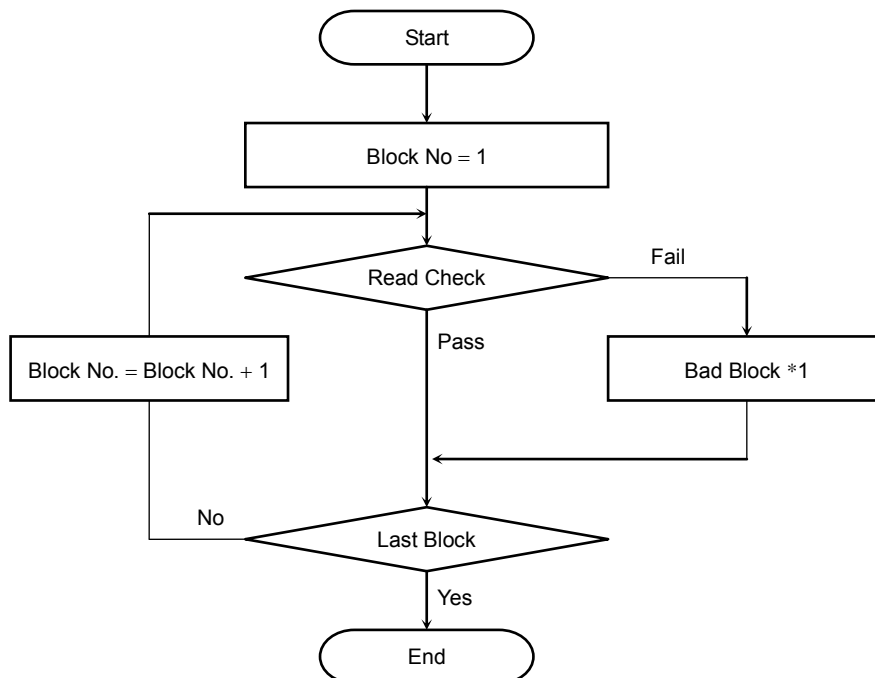 Start
Block No = 1
Read Check
Fail
Pass
Block No. = Block No. + 1
Bad Block *1
No
Last Block
Yes
End